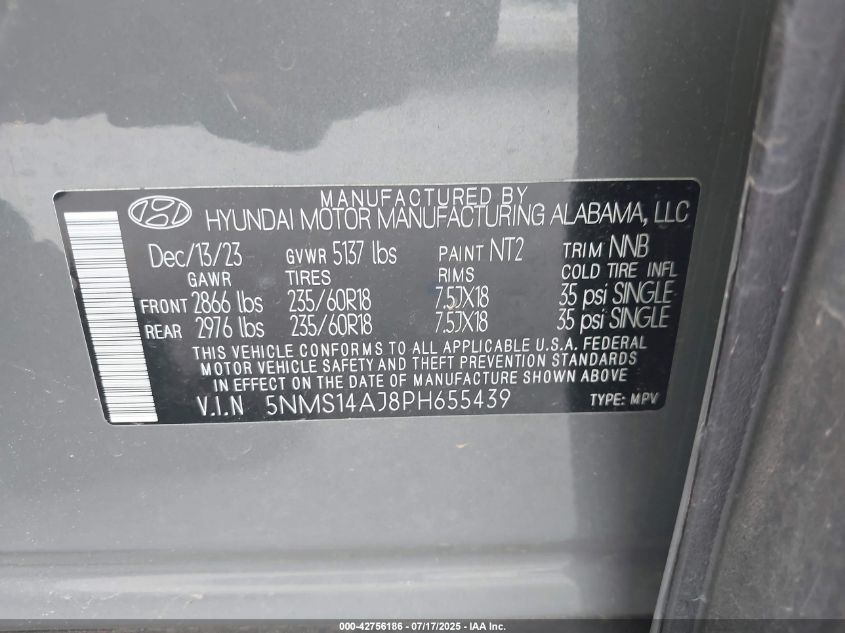 MANUFACTURED BY
HYUNDAI MOTOR MANUFACTURING ALABAMA, LLC
Dec/13/23 GVWR 5137 lbs PAINT NT2 TRIM NNB
GAWR TIRES RIMS COLD TIRE INFL
FRONT 2866 lbs 235/60R18 7.5JX18 35 psi SINGLE
REAR 2976 lbs 235/60R18 7.5JX18 35 psi SINGLE
THIS VEHICLE CONFORMS TO ALL APPLICABLE U.S.A. FEDERAL
MOTOR VEHICLE SAFETY AND THEFT PREVENTION STANDARDS
IN EFFECT ON THE DATE OF MANUFACTURE SHOWN ABOVE
V.I.N 5NMS14AJ8PH655439 TYPE: MPV
000-42756186 - 07/17/2025 - IAA Inc.